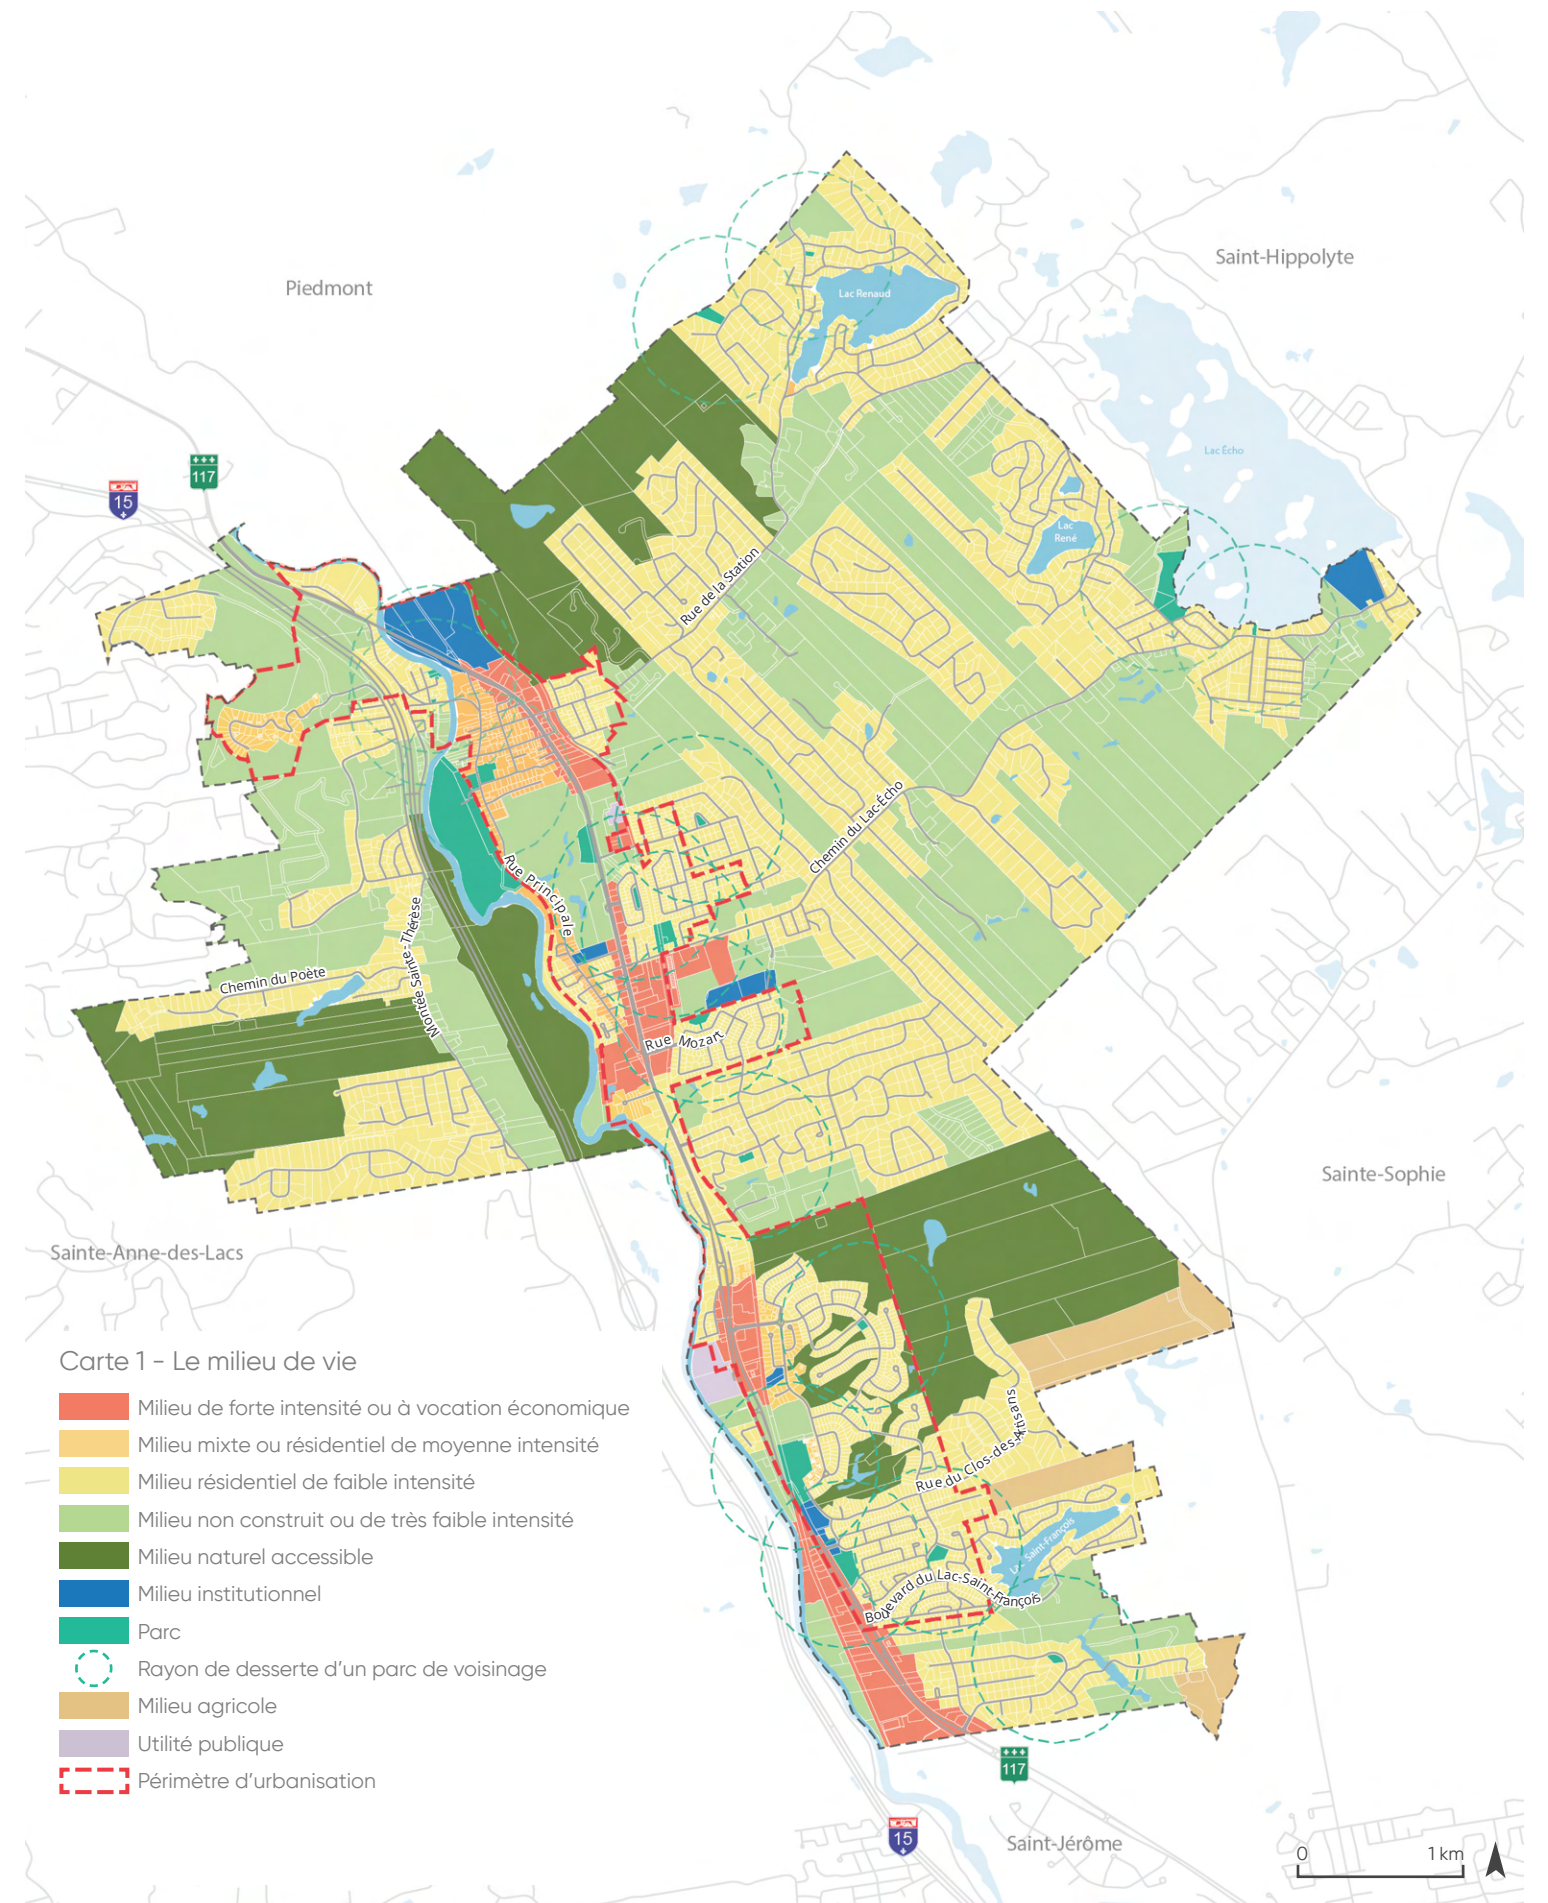 Piedmont
Saint-Hippolyte
Lac Renaud
Lac Écho
117
15
Lac
René
Rue de la Station
Chemin du Lac-Écho
Rue Principale
Montée Sainte-Thérèse
Chemin du Poète
Rue Mozart
Sainte-Sophie
Sainte-Anne-des-Lacs
Rue du Clos-des-Artisans
Lac Saint-François
Boulevard du Lac-Saint-François
Carte 1 - Le milieu de vie
Milieu de forte intensité ou à vocation économique
Milieu mixte ou résidentiel de moyenne intensité
Milieu résidentiel de faible intensité
Milieu non construit ou de très faible intensité
Milieu naturel accessible
Milieu institutionnel
Parc
Rayon de desserte d'un parc de voisinage
Milieu agricole
Utilité publique
Périmètre d'urbanisation
117
15
Saint-Jérôme
0 1 km